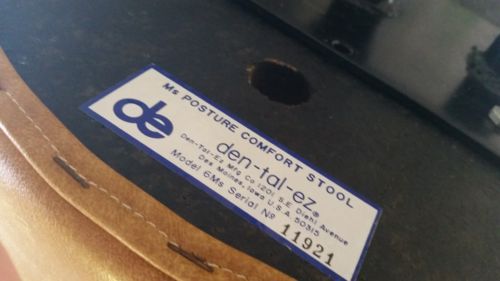 Ms POSTURE COMFORT STOOL
de
den-tal-ez®
Den-Tal-Ez Mfg Co. 1201 S.E. Diehl Avenue
Des Moines, Iowa U.S.A. 50315
Model 6Ms Serial Nº 11921